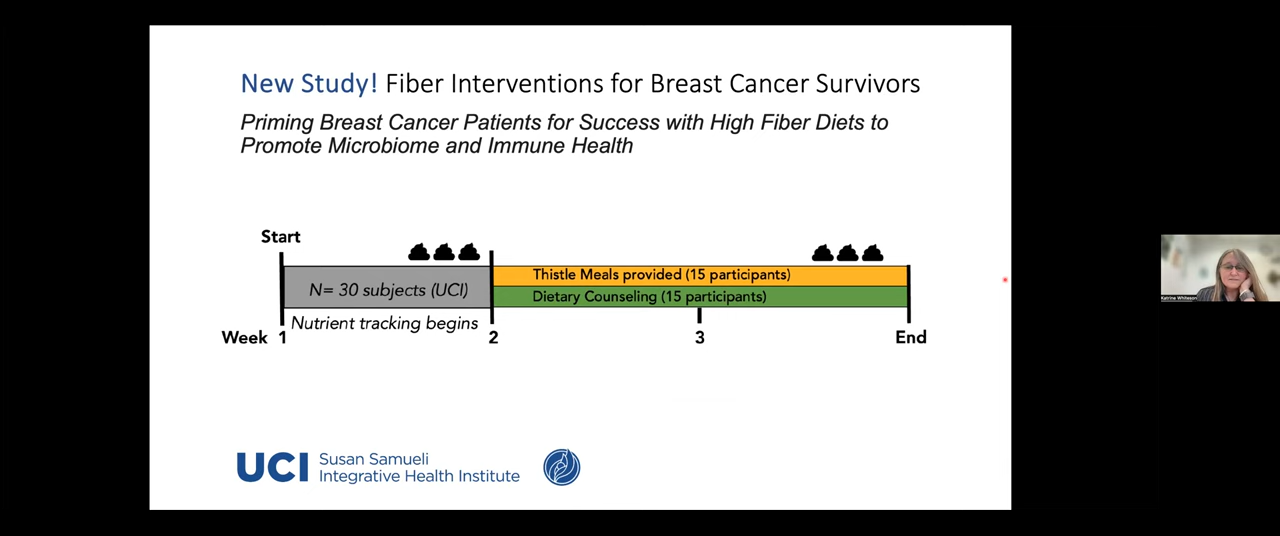 New Study! Fiber Interventions for Breast Cancer Survivors
Priming Breast Cancer Patients for Success with High Fiber Diets to
Promote Microbiome and Immune Health
Start
N= 30 subjects (UCI)
Thistle Meals provided (15 participants)
Dietary Counseling (15 participants)
Nutrient tracking begins
Week 1 2 3 End
UCI Susan Samueli
Integrative Health Institute
Katrine Whiteson